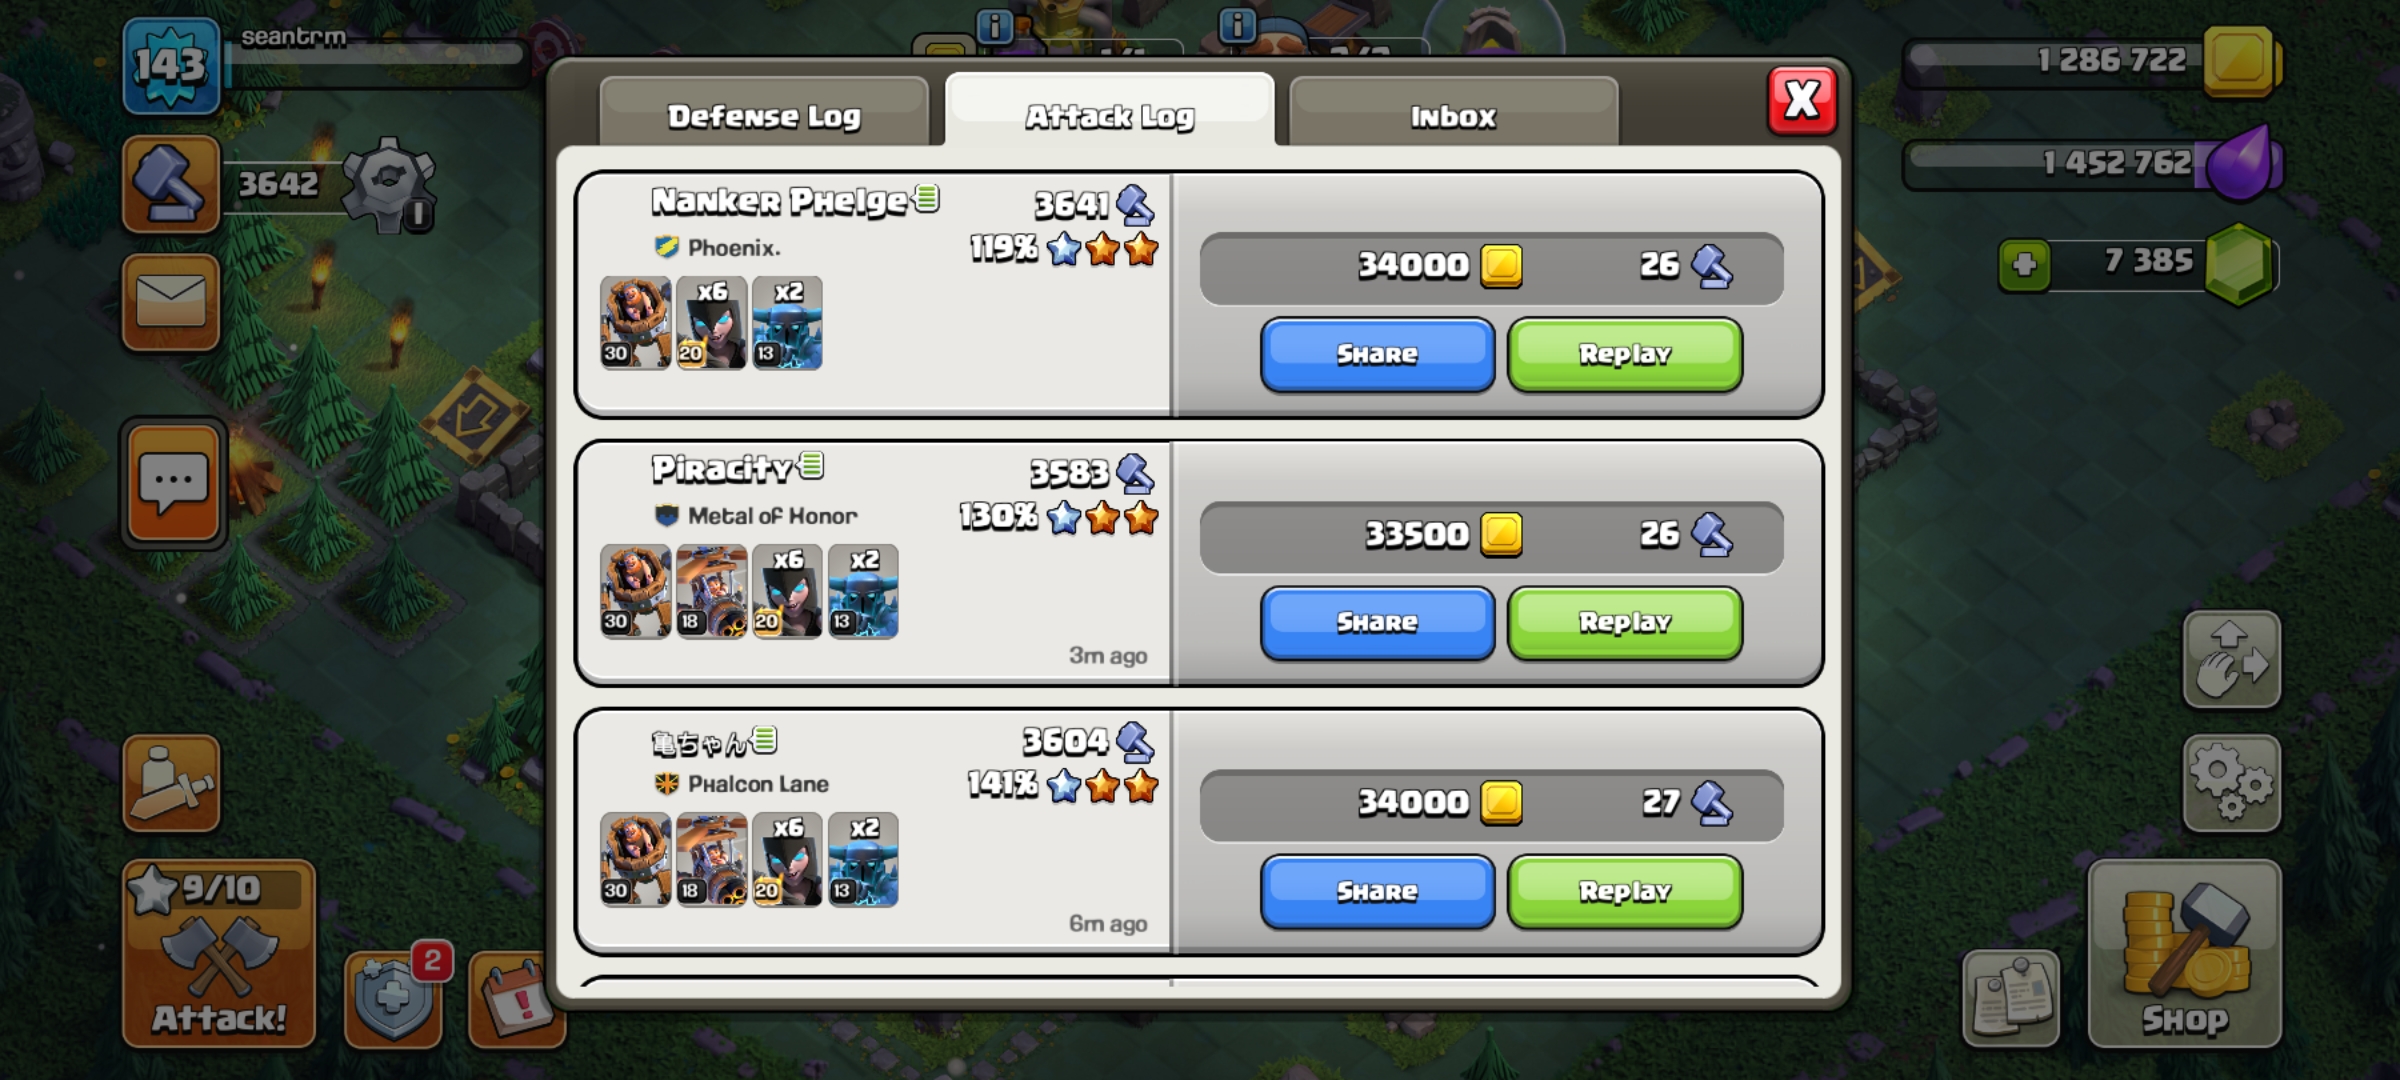 143
seantrm
1 286 722
Defense Log
Attack Log
Inbox
X
3642
1 452 762
7 385
Nanker Phelge
3641
Phoenix.
119%
30
x6
20
x2
13
34000
26
Share
Replay
Piracity
3583
Metal of Honor
130%
30
18
x6
20
x2
13
3m ago
33500
26
Share
Replay
亀ちゃん
3604
Phalcon Lane
141%
30
18
x6
20
x2
13
6m ago
34000
27
Share
Replay
9/10
Attack!
2
Shop